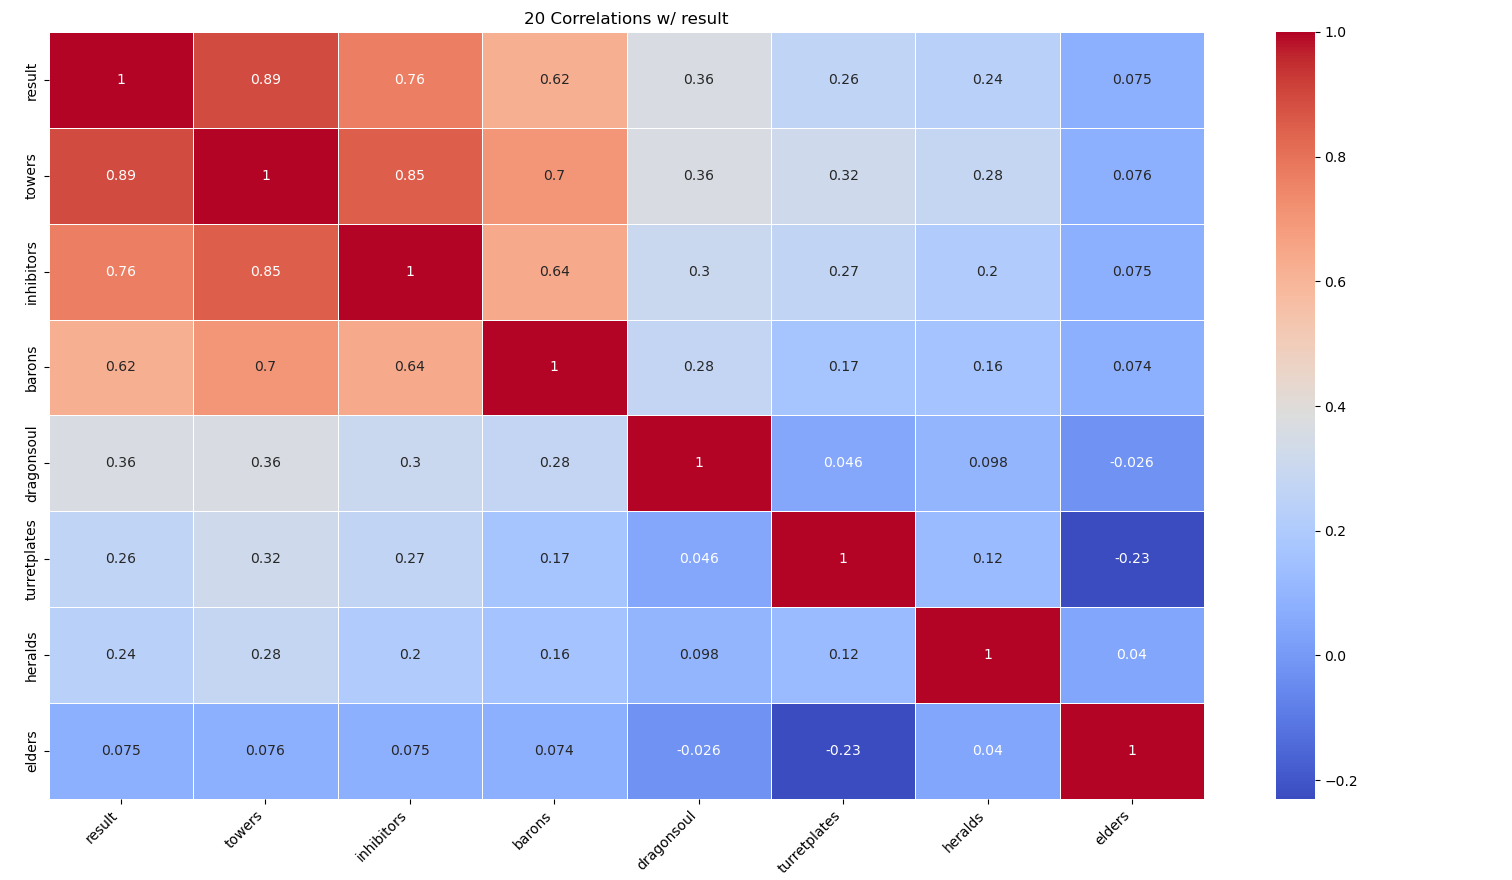 20 Correlations w/ result
result 1 0.89 0.76 0.62 0.36 0.26 0.24 0.075
towers 0.89 1 0.85 0.7 0.36 0.32 0.28 0.076
inhibitors 0.76 0.85 1 0.64 0.3 0.27 0.2 0.075
barons 0.62 0.7 0.64 1 0.28 0.17 0.16 0.074
dragonsoul 0.36 0.36 0.3 0.28 1 0.046 0.098 -0.026
turretplates 0.26 0.32 0.27 0.17 0.046 1 0.12 -0.23
heralds 0.24 0.28 0.2 0.16 0.098 0.12 1 0.04
elders 0.075 0.076 0.075 0.074 -0.026 -0.23 0.04 1
result towers inhibitors barons dragonsoul turretplates heralds elders
1.0
0.8
0.6
0.4
0.2
0.0
−0.2